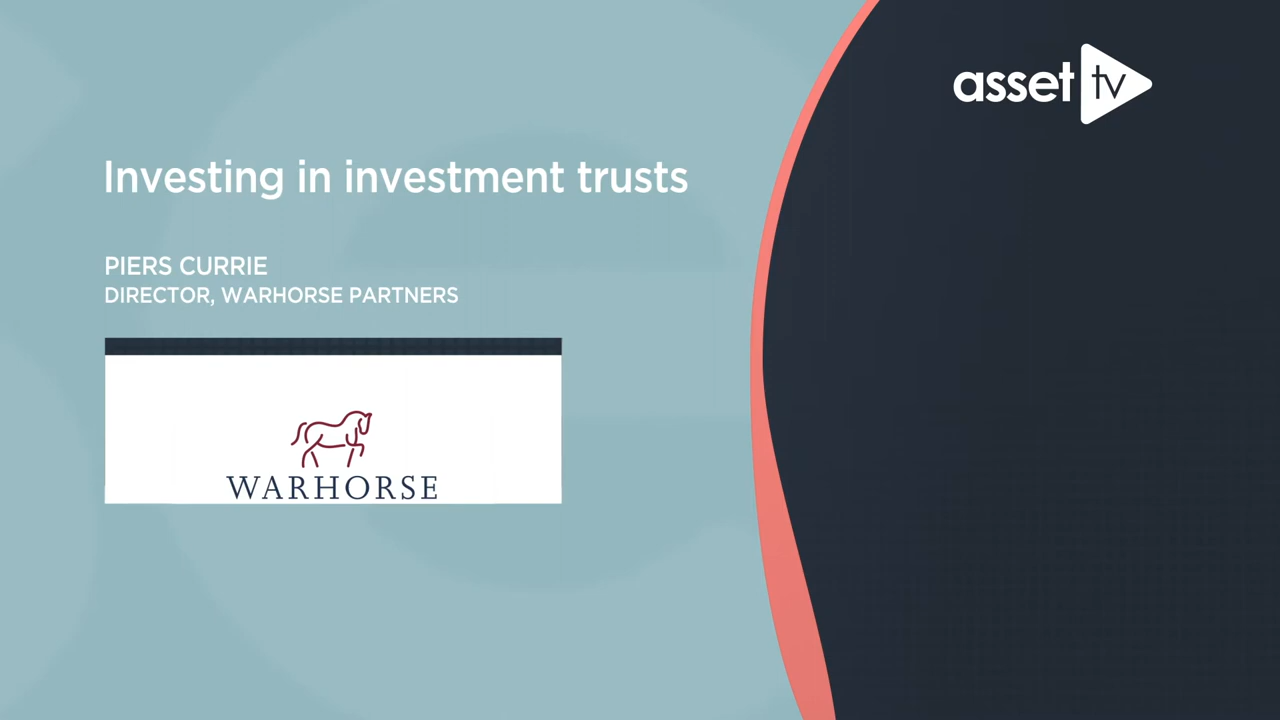 asset tv
Investing in investment trusts
PIERS CURRIE
DIRECTOR, WARHORSE PARTNERS
WARHORSE